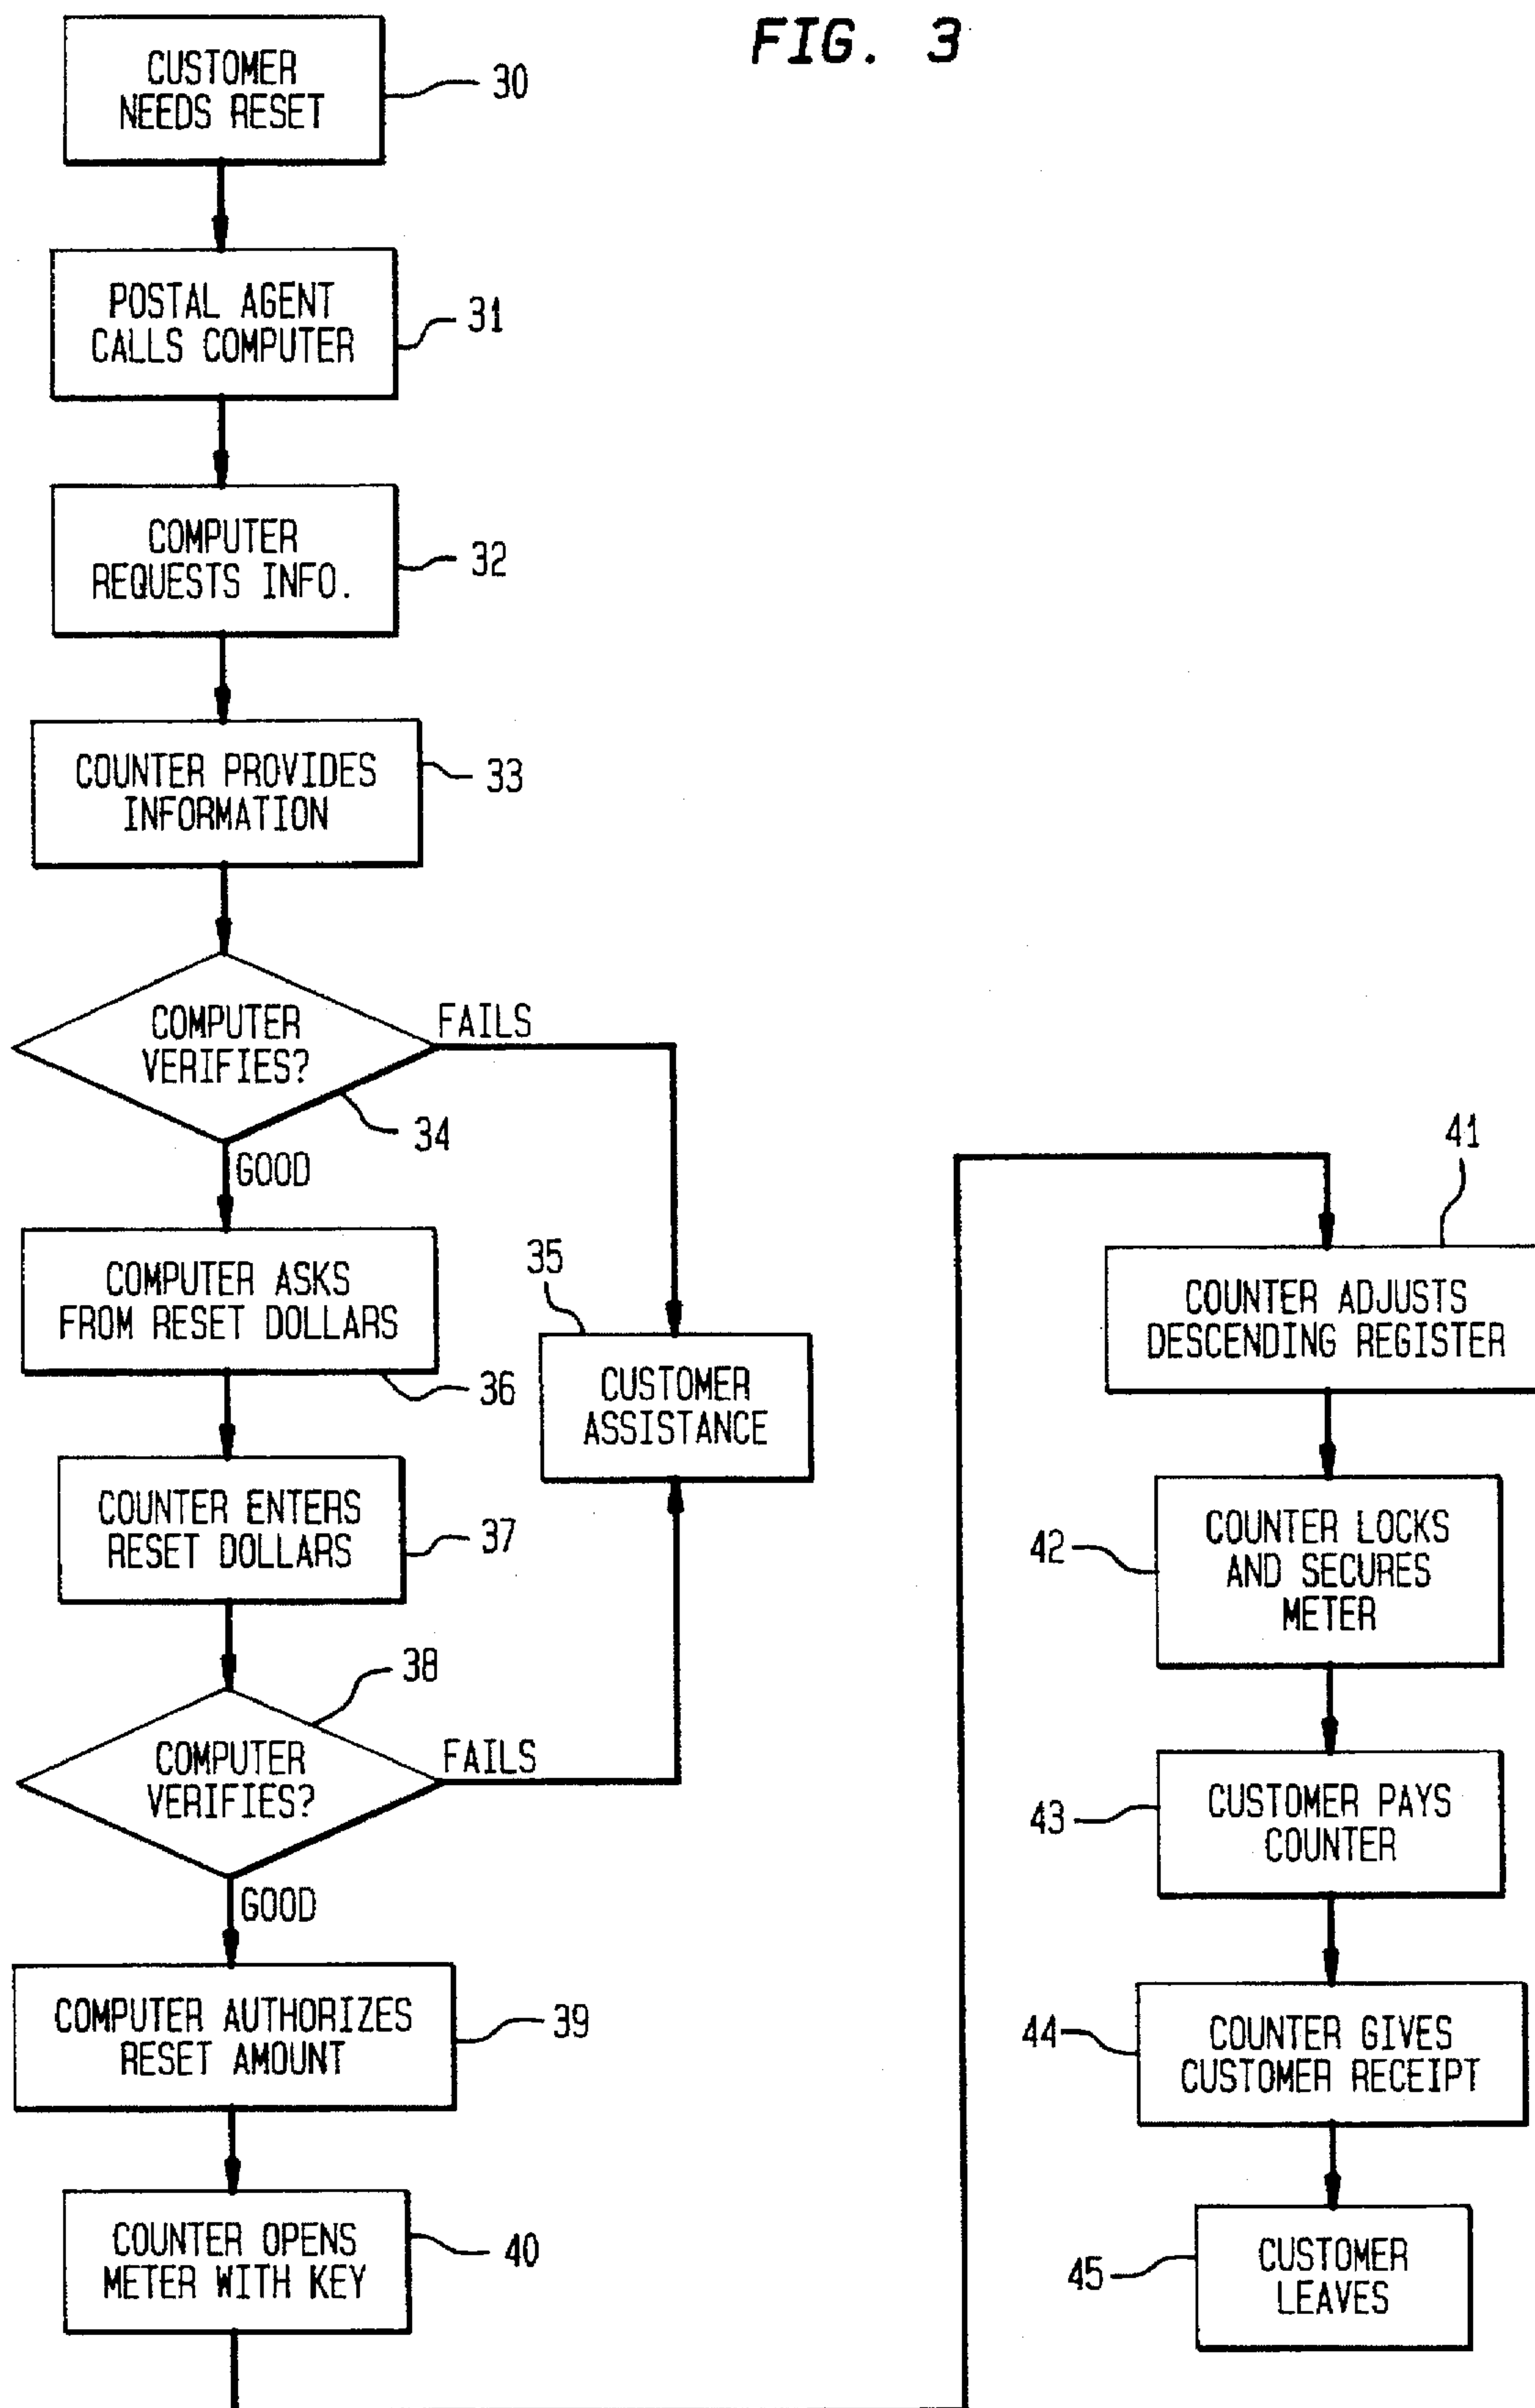 FIG. 3
CUSTOMER
NEEDS RESET
30
POSTAL AGENT
CALLS COMPUTER
31
COMPUTER
REQUESTS INFO.
32
COUNTER PROVIDES
INFORMATION
33
COMPUTER
VERIFIES?
FAILS
34
GOOD
COMPUTER ASKS
FROM RESET DOLLARS
36
35
CUSTOMER
ASSISTANCE
COUNTER ENTERS
RESET DOLLARS
37
38
COMPUTER
VERIFIES?
FAILS
GOOD
COMPUTER AUTHORIZES
RESET AMOUNT
39
COUNTER OPENS
METER WITH KEY
40
41
COUNTER ADJUSTS
DESCENDING REGISTER
42
COUNTER LOCKS
AND SECURES
METER
43
CUSTOMER PAYS
COUNTER
44
COUNTER GIVES
CUSTOMER RECEIPT
45
CUSTOMER
LEAVES